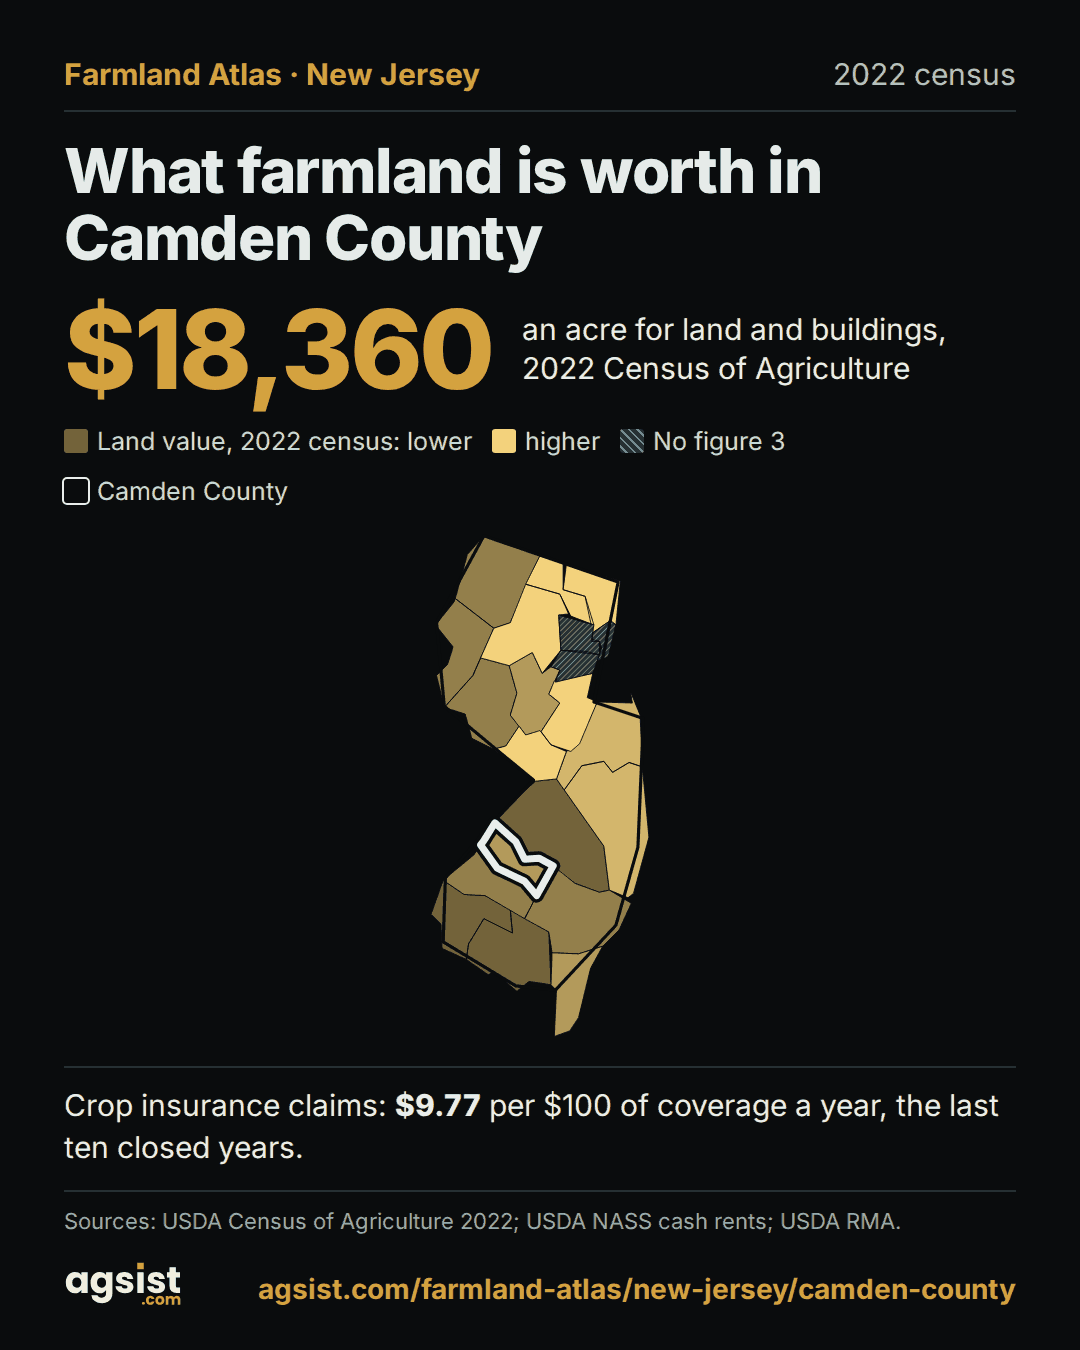 Farmland Atlas · New Jersey
2022 census
What farmland is worth in
Camden County
$18,360
an acre for land and buildings,
2022 Census of Agriculture
Land value, 2022 census: lower
higher
No figure 3
Camden County
Crop insurance claims: $9.77 per $100 of coverage a year, the last
ten closed years.
Sources: USDA Census of Agriculture 2022; USDA NASS cash rents; USDA RMA.
agsist
.com
agsist.com/farmland-atlas/new-jersey/camden-county